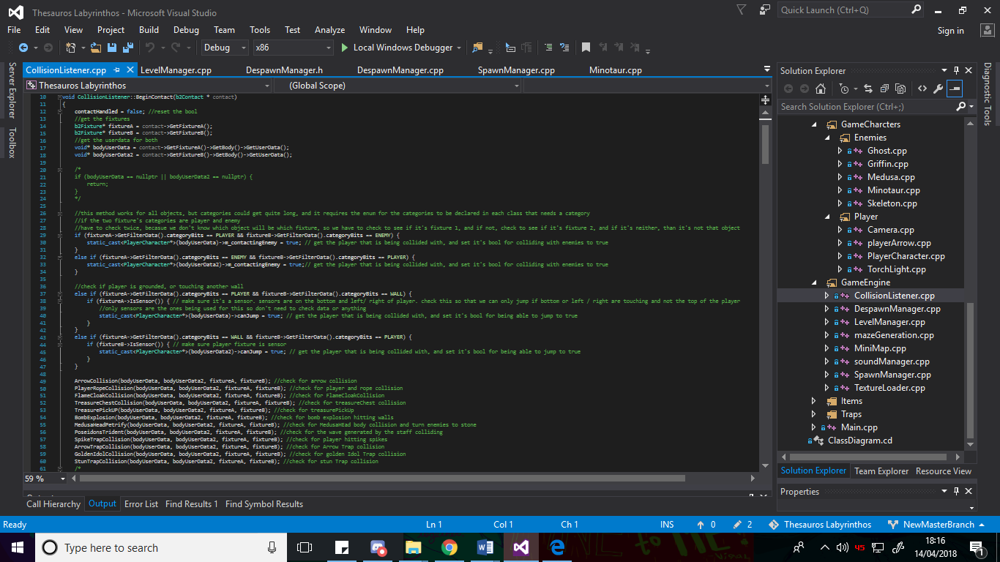 Thesauros Labyrinthos - Microsoft Visual Studio
Quick Launch (Ctrl+Q)
File Edit View Project Build Debug Team Tools Test Analyze Window Help
Sign in
Debug x86 Local Windows Debugger
Server Explorer
Toolbox
CollisionListener.cpp LevelManager.cpp DespawnManager.h DespawnManager.cpp SpawnManager.cpp Minotaur.cpp
Thesauros Labyrinthos (Global Scope)
10 void CollisionListener::BeginContact(b2Contact * contact)
11 {
12 contactHandled = false; //reset the bool
13 //get the fixtures
14 b2Fixture* fixtureA = contact->GetFixtureA();
15 b2Fixture* fixtureB = contact->GetFixtureB();
16 //get the userdata for both
17 void* bodyUserData = contact->GetFixtureA()->GetBody()->GetUserData();
18 void* bodyUserData2 = contact->GetFixtureB()->GetBody()->GetUserData();
19
20 /*
21 if (bodyUserData == nullptr || bodyUserData2 == nullptr) {
22 return;
23 }
24 */
25
26 //this method works for all objects, but categories could get quite long, and it requires the enum for the categories to be declared in each class that needs a category
27 //if the two fixture's categories are player and enemy
28 //have to check twice, becasue we don't know which object will be which fixture, so we have to check to see if it's fixture 1, and if not, check to see if it's fixture 2, and if it's neither, than it's not that object
29 if (fixtureA->GetFilterData().categoryBits == PLAYER && fixtureB->GetFilterData().categoryBits == ENEMY) {
30 static_cast<PlayerCharacter*>(bodyUserData)->m_contactingEnemy = true; // get the player that is being collided with, and set it's bool for colliding with enemies to true
31 }
32 else if (fixtureA->GetFilterData().categoryBits == ENEMY && fixtureB->GetFilterData().categoryBits == PLAYER) {
33 static_cast<PlayerCharacter*>(bodyUserData2)->m_contactingEnemy = true;// get the player that is being collided with, and set it's bool for colliding with enemies to true
34 }
35
36 //check if player is grounded, or touching another wall
37 else if (fixtureA->GetFilterData().categoryBits == PLAYER && fixtureB->GetFilterData().categoryBits == WALL) {
38 if (fixtureA->IsSensor()) { // make sure it's a sensor. sensors are on the bottom and left/ right of player. check this so that we can only jump if bottom or left / right are touching and not the top of the player
39 //only sensors are the ones being used for this so don't need to check data or anything
40 static_cast<PlayerCharacter*>(bodyUserData)->canJump = true; // get the player that is being collided with, and set it's bool for being able to jump to true
41 }
42 }
43 else if (fixtureA->GetFilterData().categoryBits == WALL && fixtureB->GetFilterData().categoryBits == PLAYER) {
44 if (fixtureB->IsSensor()) { // make sure player fixture is sensor
45 static_cast<PlayerCharacter*>(bodyUserData2)->canJump = true; // get the player that is being collided with, and set it's bool for being able to jump to true
46 }
47 }
48
49 ArrowCollision(bodyUserData, bodyUserData2, fixtureA, fixtureB); //check for arrow collision
50 PlayerRopeCollision(bodyUserData, bodyUserData2, fixtureA, fixtureB); //check for player and rope collision
51 FlameCloakCollision(bodyUserData, bodyUserData2, fixtureA, fixtureB); //check for FlameCloakCollision
52 TreasureChestCollision(bodyUserData, bodyUserData2, fixtureA, fixtureB); //check for treasureChest collision
53 TreasurePickUP(bodyUserData, bodyUserData2, fixtureA, fixtureB); //check for treasurePickUp
54 BombExplosion(bodyUserData, bodyUserData2, fixtureA, fixtureB); //check for bomb explosion hitting walls
55 MedusaHeadPetrify(bodyUserData, bodyUserData2, fixtureA, fixtureB); //check for MedusaHEad body collision and turn enemies to stone
56 PoseidonsTrident(bodyUserData, bodyUserData2, fixtureA, fixtureB); //check for the wave generated by the staff colliding
57 SpikeTrapCollision(bodyUserData, bodyUserData2, fixtureA, fixtureB); //check for player hitting spikes
58 ArrowTrapCollision(bodyUserData, bodyUserData2, fixtureA, fixtureB); //check for Arrow Trap collision
59 GoldenIdolCollision(bodyUserData, bodyUserData2, fixtureA, fixtureB); //check for golden Idol Trap collision
60 StunTrapCollision(bodyUserData, bodyUserData2, fixtureA, fixtureB); //check for stun Trap collision
61 /*
59 %
Solution Explorer
Search Solution Explorer (Ctrl+;)
GameCharcters
Enemies
Ghost.cpp
Griffin.cpp
Medusa.cpp
Minotaur.cpp
Skeleton.cpp
Player
Camera.cpp
playerArrow.cpp
PlayerCharacter.cpp
TorchLight.cpp
GameEngine
CollisionListener.cpp
DespawnManager.cpp
LevelManager.cpp
mazeGeneration.cpp
MiniMap.cpp
soundManager.cpp
SpawnManager.cpp
TextureLoader.cpp
Items
Traps
Main.cpp
ClassDiagram.cd
Solution Explorer Team Explorer Resource View
Properties
Diagnostic Tools
Call Hierarchy Output Error List Find Results 1 Find Symbol Results
Ready Ln 1 Col 1 Ch 1 INS 0 2 Thesauros Labyrinthos NewMasterBranch
Type here to search
45
18:16
14/04/2018
1